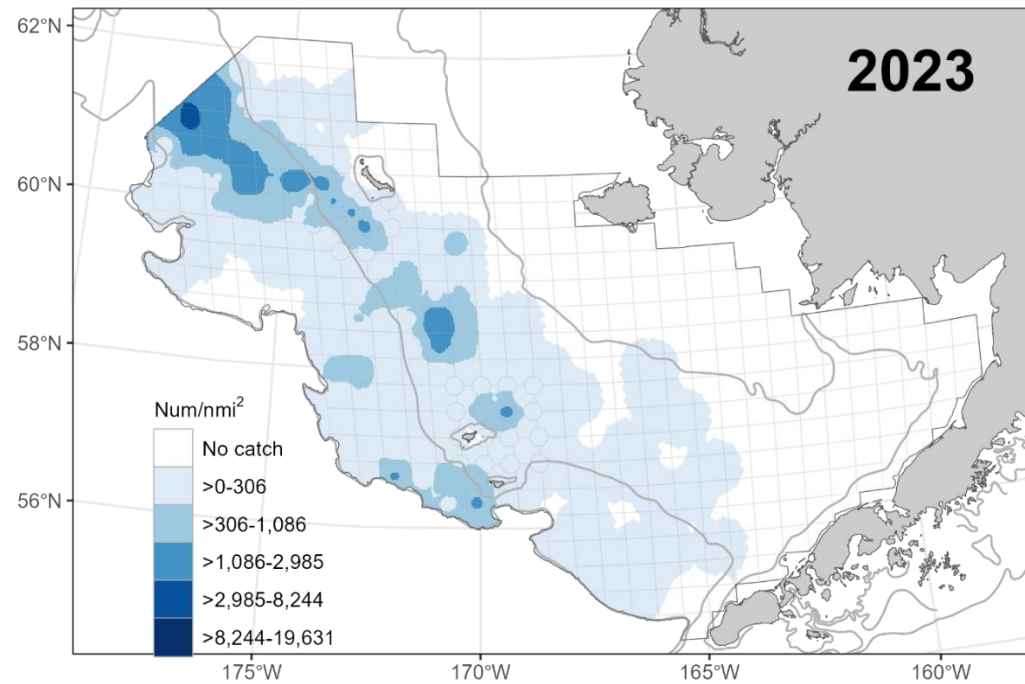 62°N
2023
60°N
58°N
56°N
Num/nmi²
No catch
>0-306
>306-1,086
>1,086-2,985
>2,985-8,244
>8,244-19,631
175°W
170°W
165°W
160°W